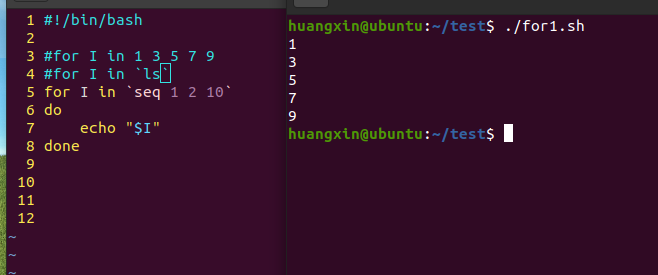 1 #!/bin/bash
2
3 #for I in 1 3 5 7 9
4 #for I in `ls`
5 for I in `seq 1 2 10`
6 do
7     echo "$I"
8 done
9
10
11
12
~
~
~
huangxin@ubuntu:~/test$ ./for1.sh
1
3
5
7
9
huangxin@ubuntu:~/test$